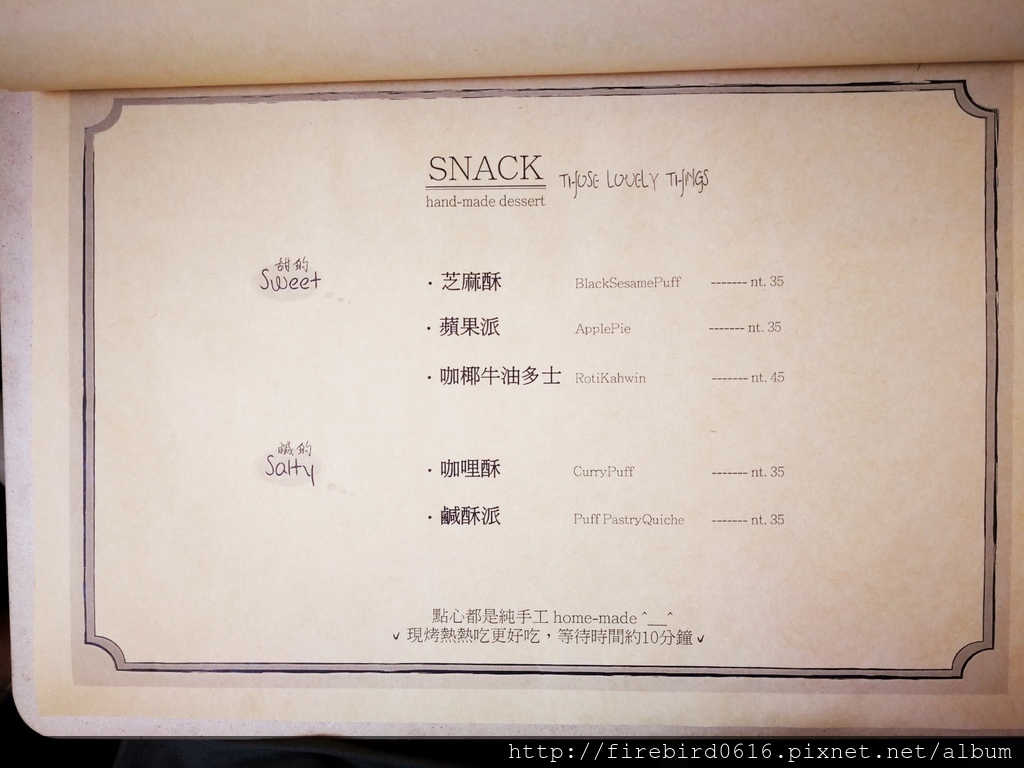 SNACK THOSE LOVELY THINGS
hand-made dessert
甜的
Sweet
· 芝麻酥 BlackSesamePuff ------- nt. 35
· 蘋果派 ApplePie ------- nt. 35
· 咖椰牛油多士 RotiKahwin ------- nt. 45
鹹的
Salty
· 咖哩酥 CurryPuff ------- nt. 35
· 鹹酥派 Puff PastryQuiche ------- nt. 35
點心都是純手工 home-made ^__^
✓ 現烤熱熱吃更好吃，等待時間約10分鐘 ✓
http://firebird0616.pixnet.net/album